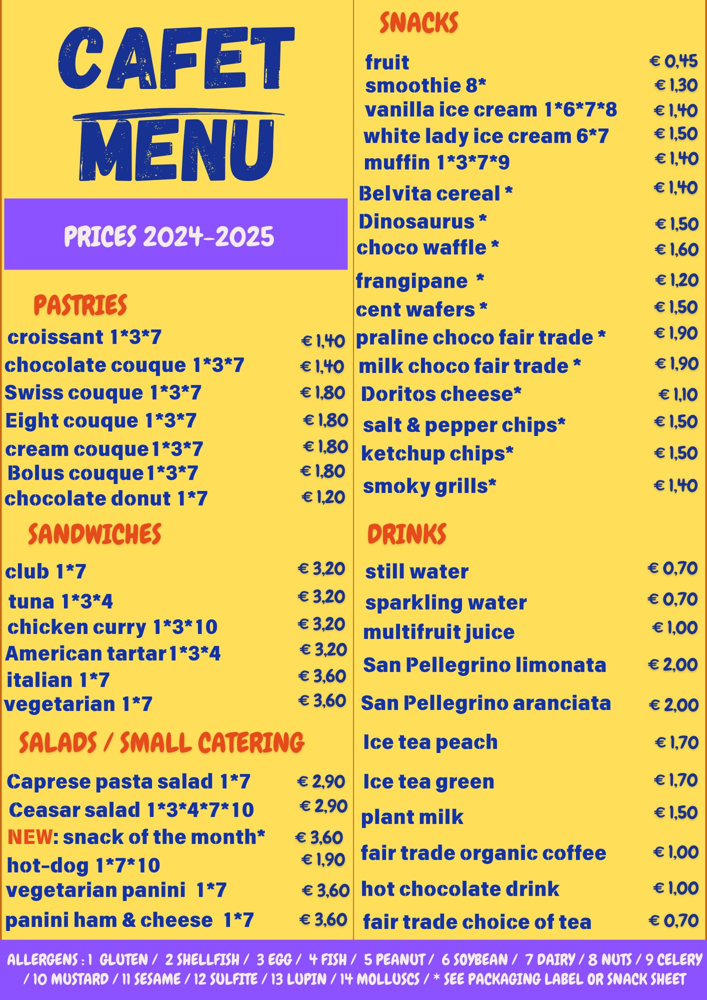 CAFET
MENU
PRICES 2024-2025
PASTRIES
croissant 1*3*7 € 1,40
chocolate couque 1*3*7 € 1,40
Swiss couque 1*3*7 € 1,80
Eight couque 1*3*7 € 1,80
cream couque 1*3*7 € 1,80
Bolus couque 1*3*7 € 1,80
chocolate donut 1*7 € 1,20
SANDWICHES
club 1*7 € 3,20
tuna 1*3*4 € 3,20
chicken curry 1*3*10 € 3,20
American tartar 1*3*4 € 3,20
italian 1*7 € 3,60
vegetarian 1*7 € 3,60
SALADS / SMALL CATERING
Caprese pasta salad 1*7 € 2,90
Ceasar salad 1*3*4*7*10 € 2,90
NEW: snack of the month* € 3,60
hot-dog 1*7*10 € 1,90
vegetarian panini 1*7 € 3,60
panini ham & cheese 1*7 € 3,60
SNACKS
fruit € 0,45
smoothie 8* € 1,30
vanilla ice cream 1*6*7*8 € 1,40
white lady ice cream 6*7 € 1,50
muffin 1*3*7*9 € 1,40
Belvita cereal * € 1,40
Dinosaurus * € 1,50
choco waffle * € 1,60
frangipane * € 1,20
cent wafers * € 1,50
praline choco fair trade * € 1,90
milk choco fair trade * € 1,90
Doritos cheese* € 1,10
salt & pepper chips* € 1,50
ketchup chips* € 1,50
smoky grills* € 1,40
DRINKS
still water € 0,70
sparkling water € 0,70
multifruit juice € 1,00
San Pellegrino limonata € 2,00
San Pellegrino aranciata € 2,00
Ice tea peach € 1,70
Ice tea green € 1,70
plant milk € 1,50
fair trade organic coffee € 1,00
hot chocolate drink € 1,00
fair trade choice of tea € 0,70
ALLERGENS : 1 GLUTEN / 2 SHELLFISH / 3 EGG / 4 FISH / 5 PEANUT / 6 SOYBEAN / 7 DAIRY / 8 NUTS / 9 CELERY
/ 10 MUSTARD / 11 SESAME / 12 SULFITE / 13 LUPIN / 14 MOLLUSCS / * SEE PACKAGING LABEL OR SNACK SHEET